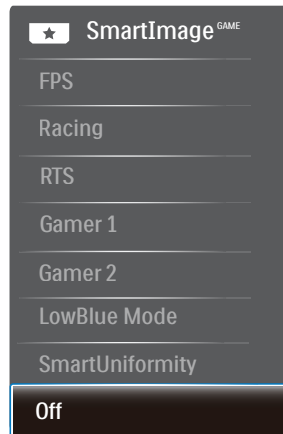 SmartImage GAME
FPS
Racing
RTS
Gamer 1
Gamer 2
LowBlue Mode
SmartUniformity
Off